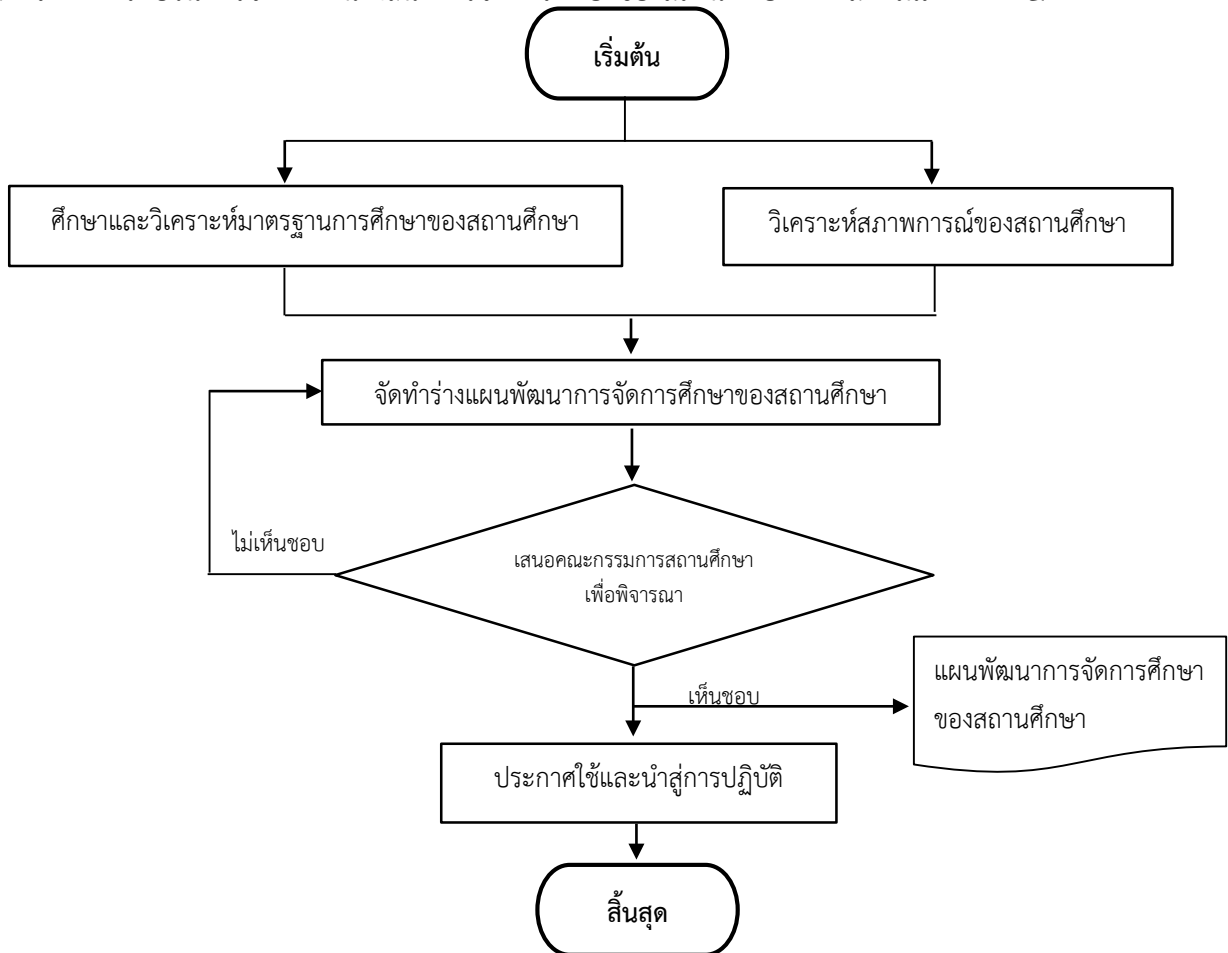 เริ่มต้น
ศึกษาและวิเคราะห์มาตรฐานการศึกษาของสถานศึกษา
วิเคราะห์สภาพการณ์ของสถานศึกษา
จัดทำร่างแผนพัฒนาการจัดการศึกษาของสถานศึกษา
ไม่เห็นชอบ
เสนอคณะกรรมการสถานศึกษา
เพื่อพิจารณา
เห็นชอบ
แผนพัฒนาการจัดการศึกษา
ของสถานศึกษา
ประกาศใช้และนำสู่การปฏิบัติ
สิ้นสุด